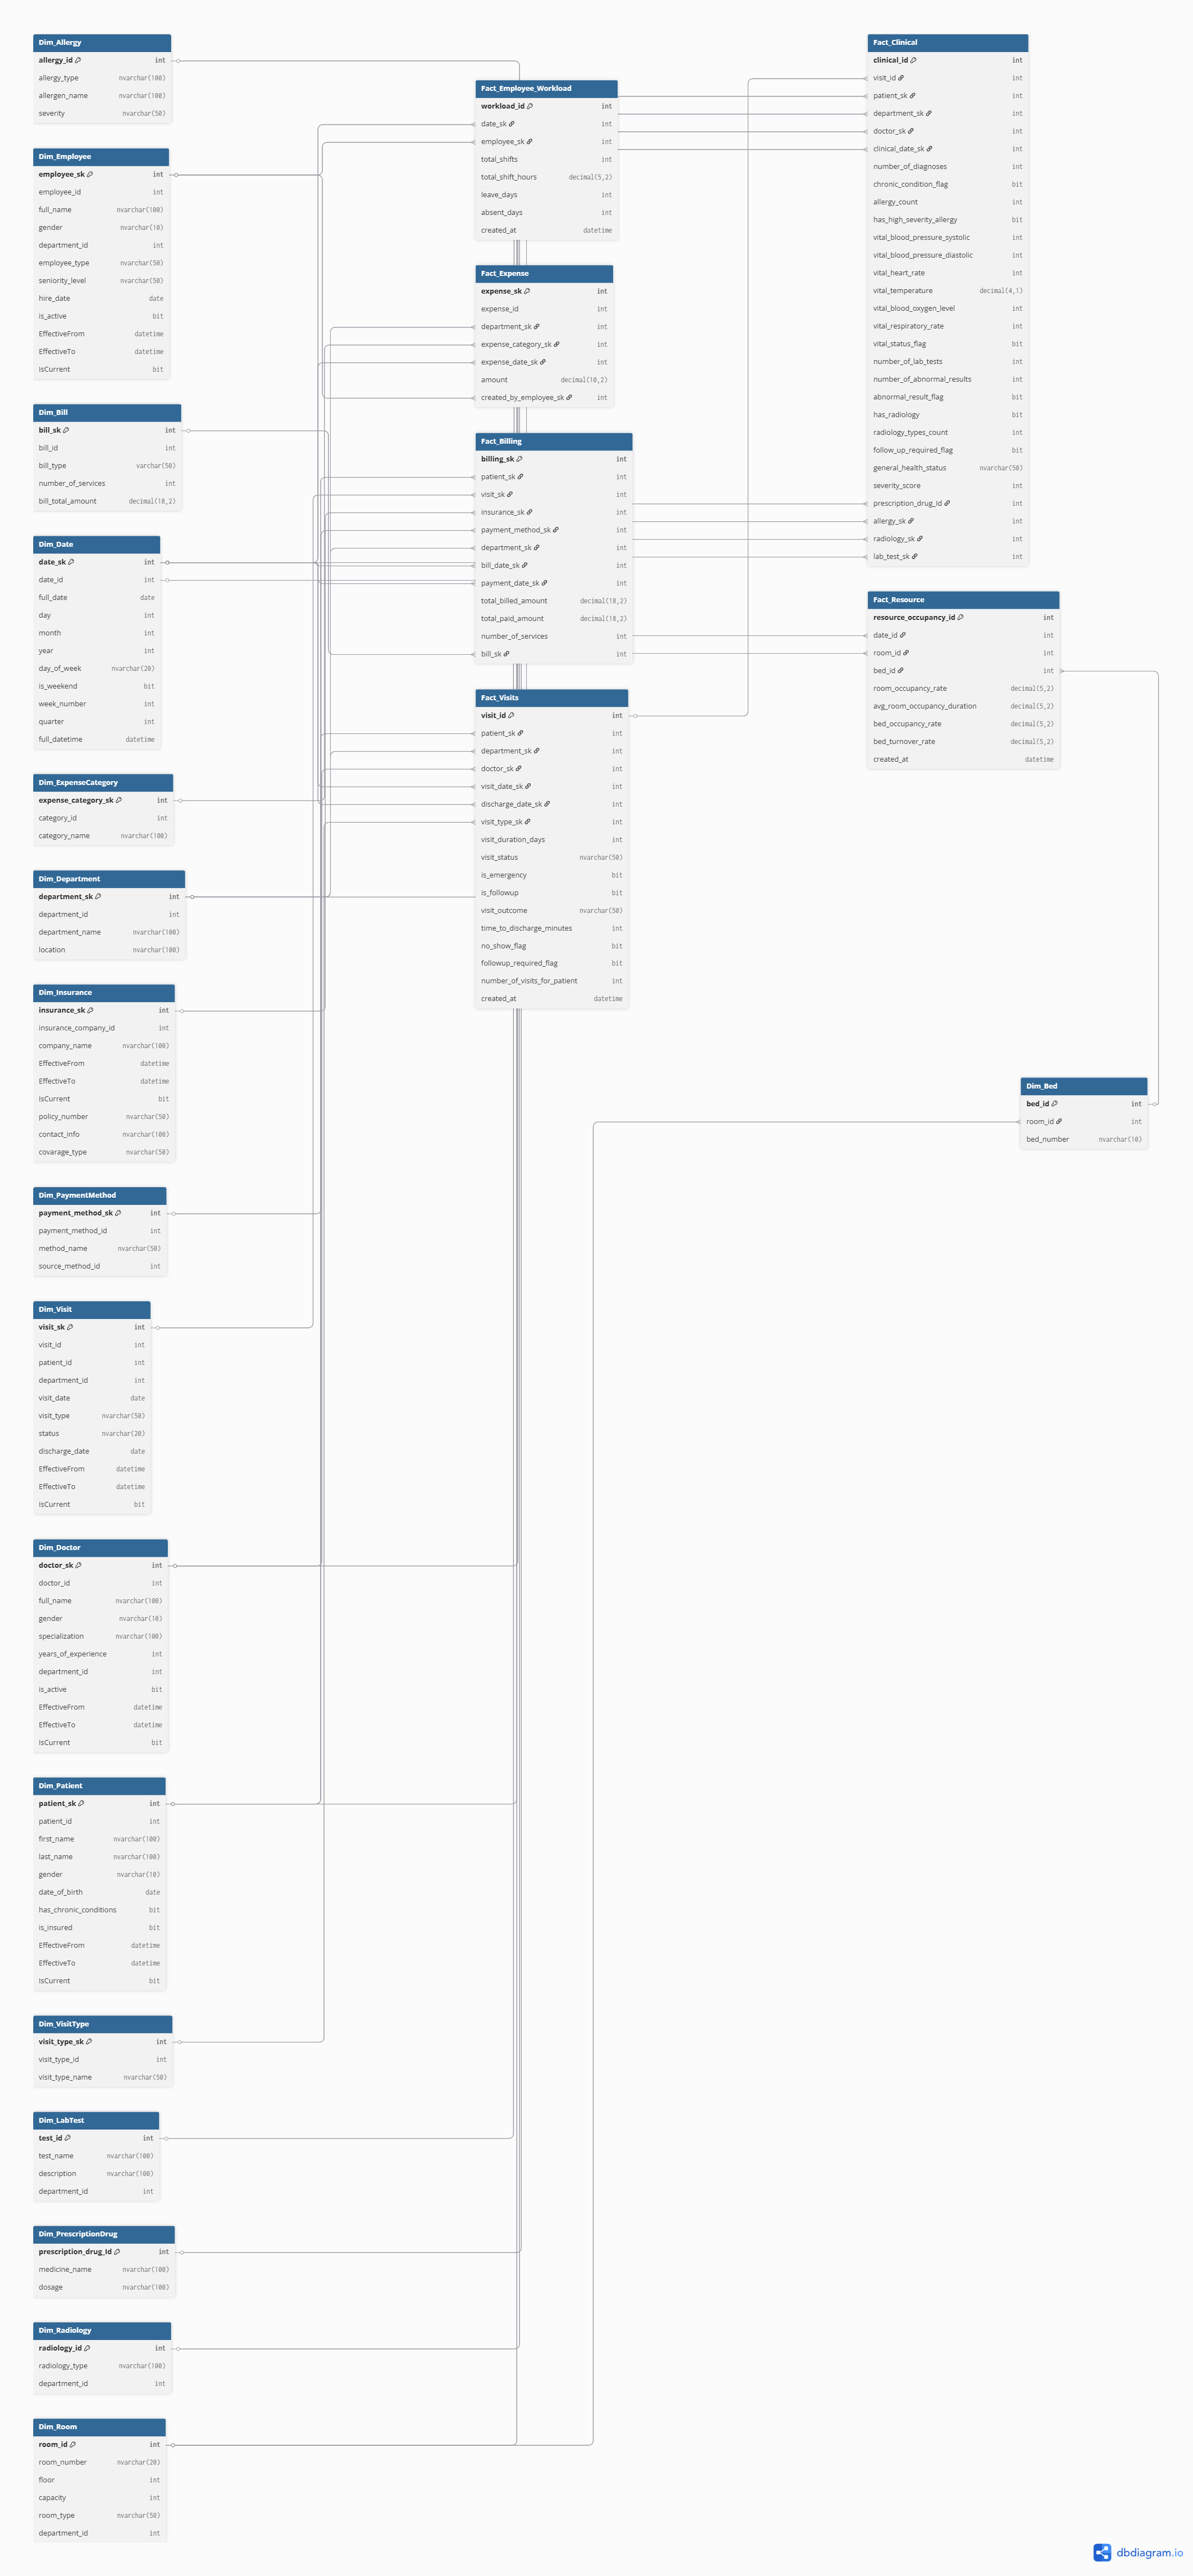 Dim_Allergy
allergy_id int
allergy_type nvarchar(100)
allergen_name nvarchar(100)
severity nvarchar(50)
Dim_Employee
employee_sk int
employee_id int
full_name nvarchar(100)
gender nvarchar(10)
department_id int
employee_type nvarchar(50)
seniority_level nvarchar(50)
hire_date date
is_active bit
EffectiveFrom datetime
EffectiveTo datetime
IsCurrent bit
Dim_Bill
bill_sk int
bill_id int
bill_type varchar(50)
number_of_services int
bill_total_amount decimal(18,2)
Dim_Date
date_sk int
date_id int
full_date date
day int
month int
year int
day_of_week nvarchar(20)
is_weekend bit
week_number int
quarter int
full_datetime datetime
Dim_ExpenseCategory
expense_category_sk int
category_id int
category_name nvarchar(100)
Dim_Department
department_sk int
department_id int
department_name nvarchar(100)
location nvarchar(100)
Dim_Insurance
insurance_sk int
insurance_company_id int
company_name nvarchar(100)
EffectiveFrom datetime
EffectiveTo datetime
IsCurrent bit
policy_number nvarchar(50)
contact_info nvarchar(100)
covarage_type nvarchar(50)
Dim_PaymentMethod
payment_method_sk int
payment_method_id int
method_name nvarchar(50)
source_method_id int
Dim_Visit
visit_sk int
visit_id int
patient_id int
department_id int
visit_date date
visit_type nvarchar(50)
status nvarchar(20)
discharge_date date
EffectiveFrom datetime
EffectiveTo datetime
IsCurrent bit
Dim_Doctor
doctor_sk int
doctor_id int
full_name nvarchar(100)
gender nvarchar(10)
specialization nvarchar(100)
years_of_experience int
department_id int
is_active bit
EffectiveFrom datetime
EffectiveTo datetime
IsCurrent bit
Dim_Patient
patient_sk int
patient_id int
first_name nvarchar(100)
last_name nvarchar(100)
gender nvarchar(10)
date_of_birth date
has_chronic_conditions bit
is_insured bit
EffectiveFrom datetime
EffectiveTo datetime
IsCurrent bit
Dim_VisitType
visit_type_sk int
visit_type_id int
visit_type_name nvarchar(50)
Dim_LabTest
test_id int
test_name nvarchar(100)
description nvarchar(100)
department_id int
Dim_PrescriptionDrug
prescription_drug_Id int
medicine_name nvarchar(100)
dosage nvarchar(100)
Dim_Radiology
radiology_id int
radiology_type nvarchar(100)
department_id int
Dim_Room
room_id int
room_number nvarchar(20)
floor int
capacity int
room_type nvarchar(50)
department_id int
Fact_Employee_Workload
workload_id int
date_sk int
employee_sk int
total_shifts int
total_shift_hours decimal(5,2)
leave_days int
absent_days int
created_at datetime
Fact_Expense
expense_sk int
expense_id int
department_sk int
expense_category_sk int
expense_date_sk int
amount decimal(10,2)
created_by_employee_sk int
Fact_Billing
billing_sk int
patient_sk int
visit_sk int
insurance_sk int
payment_method_sk int
department_sk int
bill_date_sk int
payment_date_sk int
total_billed_amount decimal(18,2)
total_paid_amount decimal(18,2)
number_of_services int
bill_sk int
Fact_Visits
visit_id int
patient_sk int
department_sk int
doctor_sk int
visit_date_sk int
discharge_date_sk int
visit_type_sk int
visit_duration_days int
visit_status nvarchar(50)
is_emergency bit
is_followup bit
visit_outcome nvarchar(50)
time_to_discharge_minutes int
no_show_flag bit
followup_required_flag bit
number_of_visits_for_patient int
created_at datetime
Fact_Clinical
clinical_id int
visit_id int
patient_sk int
department_sk int
doctor_sk int
clinical_date_sk int
number_of_diagnoses int
chronic_condition_flag bit
allergy_count int
has_high_severity_allergy bit
vital_blood_pressure_systolic int
vital_blood_pressure_diastolic int
vital_heart_rate int
vital_temperature decimal(4,1)
vital_blood_oxygen_level int
vital_respiratory_rate int
vital_status_flag bit
number_of_lab_tests int
number_of_abnormal_results int
abnormal_result_flag bit
has_radiology bit
radiology_types_count int
follow_up_required_flag bit
general_health_status nvarchar(50)
severity_score int
prescription_drug_Id int
allergy_sk int
radiology_sk int
lab_test_sk int
Fact_Resource
resource_occupancy_id int
date_id int
room_id int
bed_id int
room_occupancy_rate decimal(5,2)
avg_room_occupancy_duration decimal(5,2)
bed_occupancy_rate decimal(5,2)
bed_turnover_rate decimal(5,2)
created_at datetime
Dim_Bed
bed_id int
room_id int
bed_number nvarchar(10)
dbdiagram.io